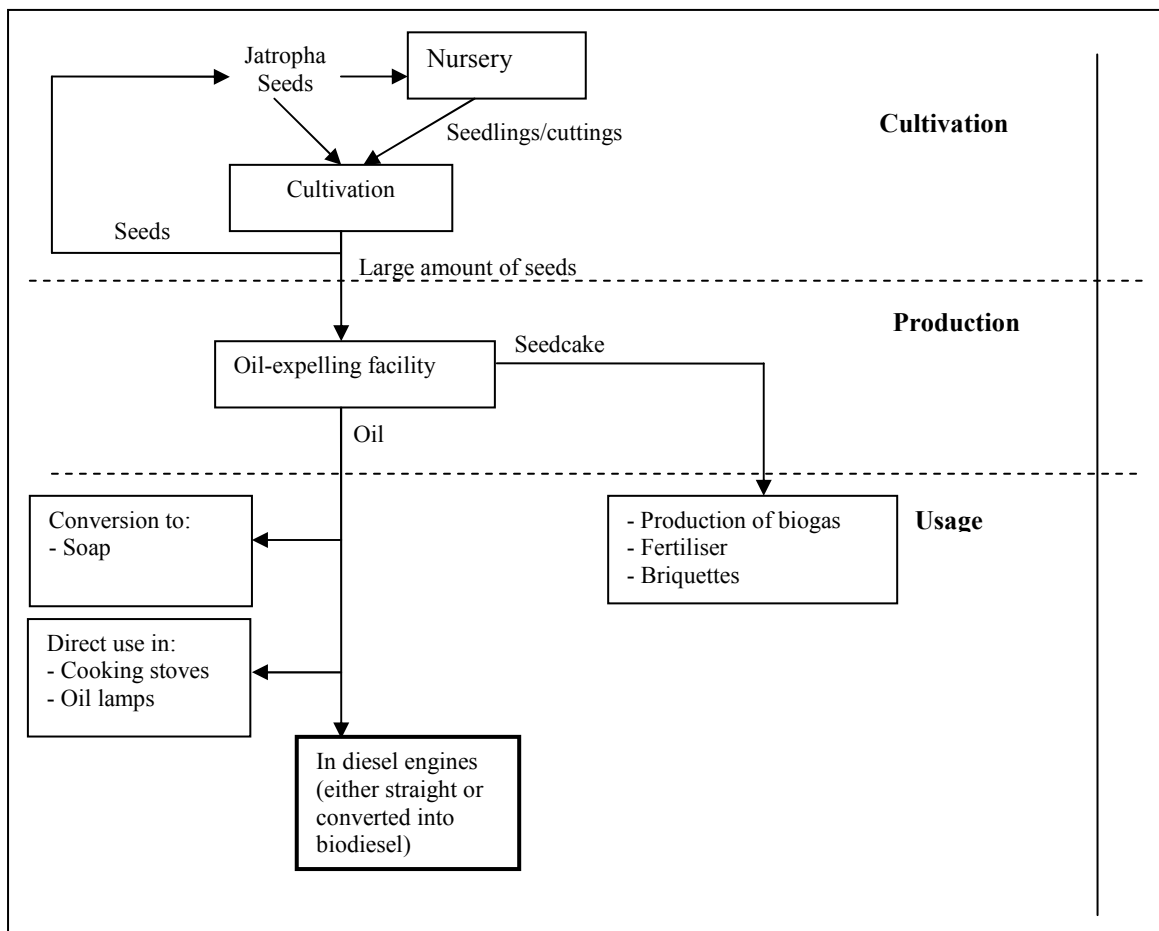 Jatropha
Seeds
Nursery
Seedlings/cuttings
Cultivation
Cultivation
Seeds
Large amount of seeds
Production
Seedcake
Oil-expelling facility
Oil
Usage
Conversion to:
- Soap
- Production of biogas
- Fertiliser
- Briquettes
Direct use in:
- Cooking stoves
- Oil lamps
In diesel engines
(either straight or
converted into
biodiesel)